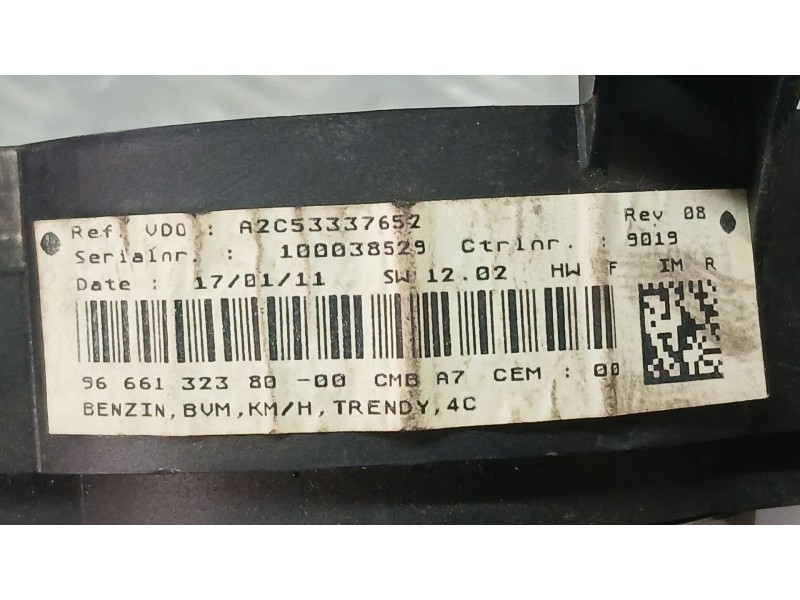 Ref. VDO : A2C53337652 Rev 08
Serialnr. : 100038529 Ctrlnr. : 9019
Date : 17/01/11 SW 12.02 HW F IM R
96 661 323 80 -00 CMB A7 CEM : 00
BENZIN,BVM,KM/H,TRENDY,4C